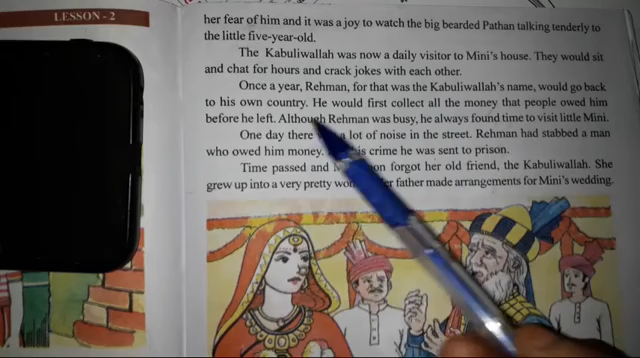 LESSON - 2
her fear of him and it was a joy to watch the big bearded Pathan talking tenderly to
the little five-year-old.
The Kabuliwallah was now a daily visitor to Mini's house. They would sit
and chat for hours and crack jokes with each other.
Once a year, Rehman, for that was the Kabuliwallah's name, would go back
to his own country. He would first collect all the money that people owed him
before he left. Although Rehman was busy, he always found time to visit little Mini.
One day there a lot of noise in the street. Rehman had stabbed a man
who owed him money. crime he was sent to prison.
Time passed and forgot her old friend, the Kabuliwallah. She
grew up into a very pretty father made arrangements for Mini's wedding.